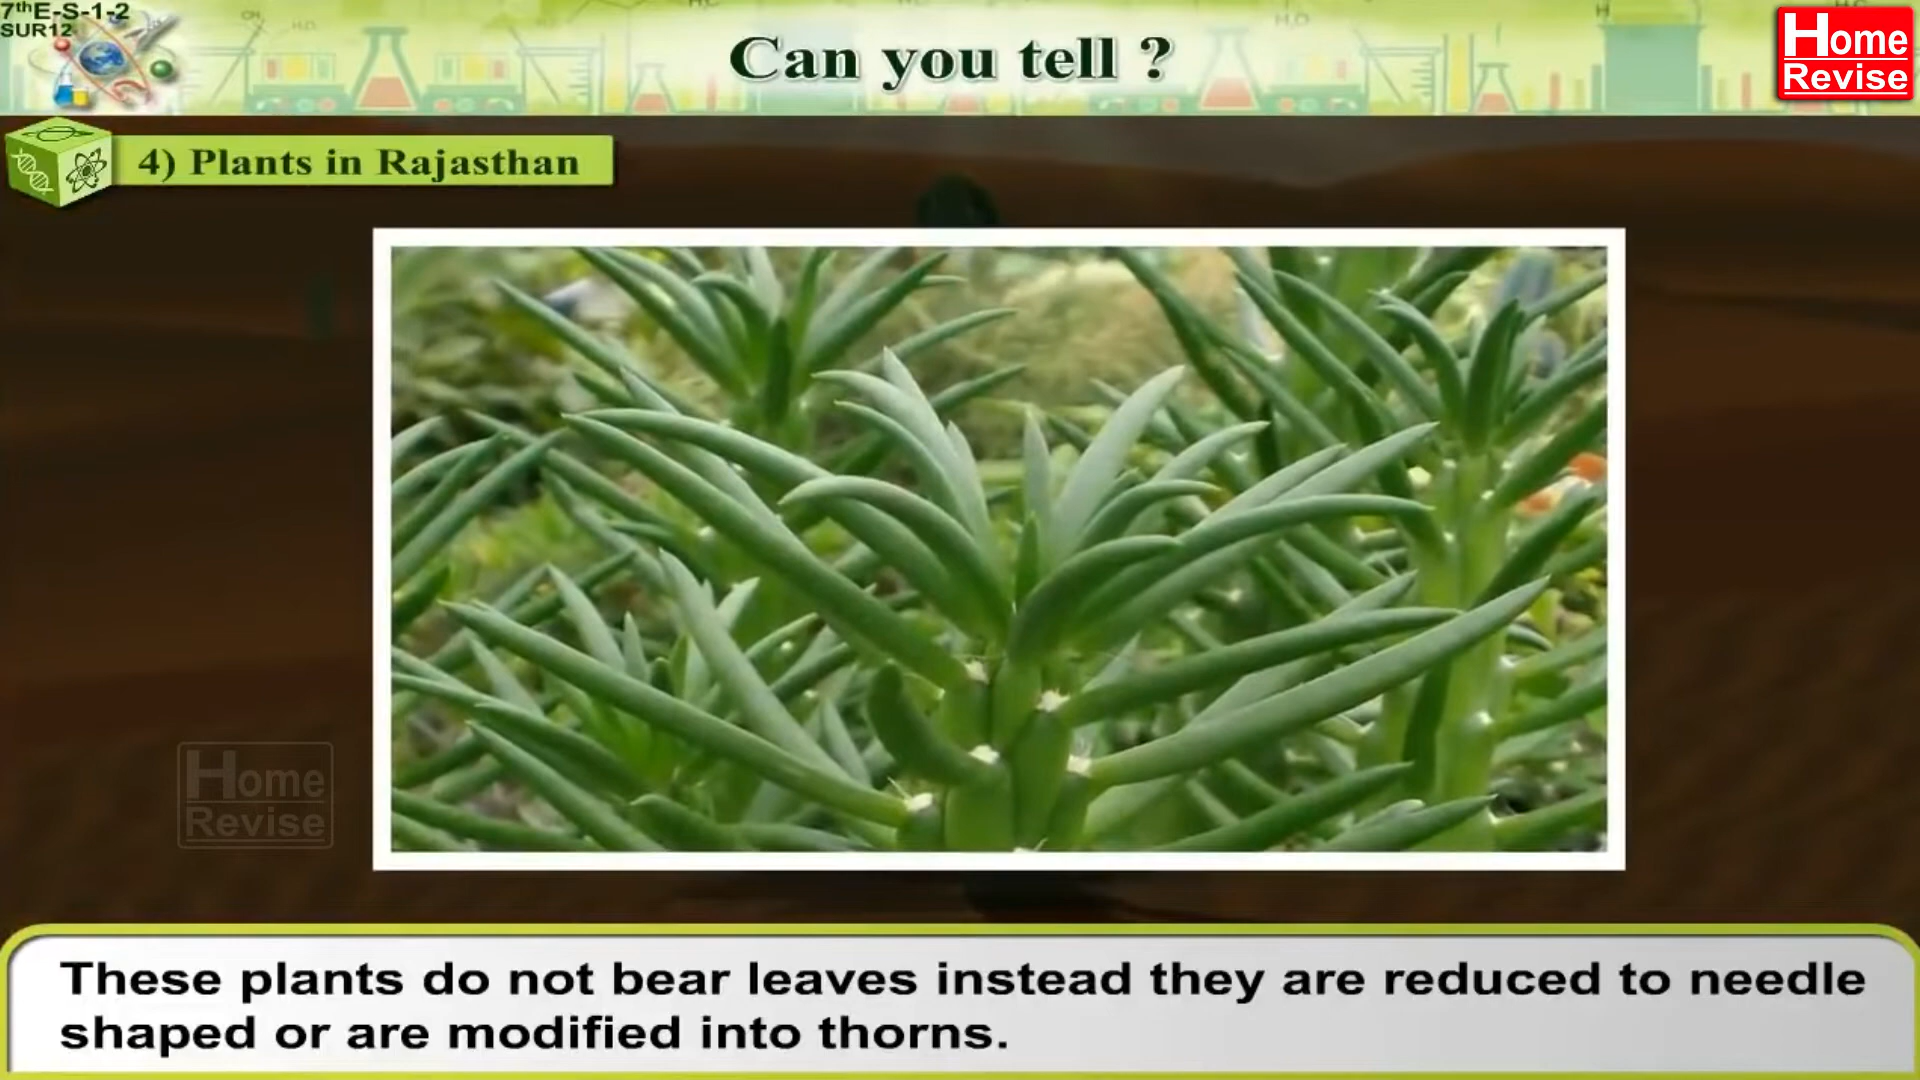 7thE-S-1-2
SUR12
Can you tell ?
Home
Revise
4) Plants in Rajasthan
Home
Revise
These plants do not bear leaves instead they are reduced to needle
shaped or are modified into thorns.